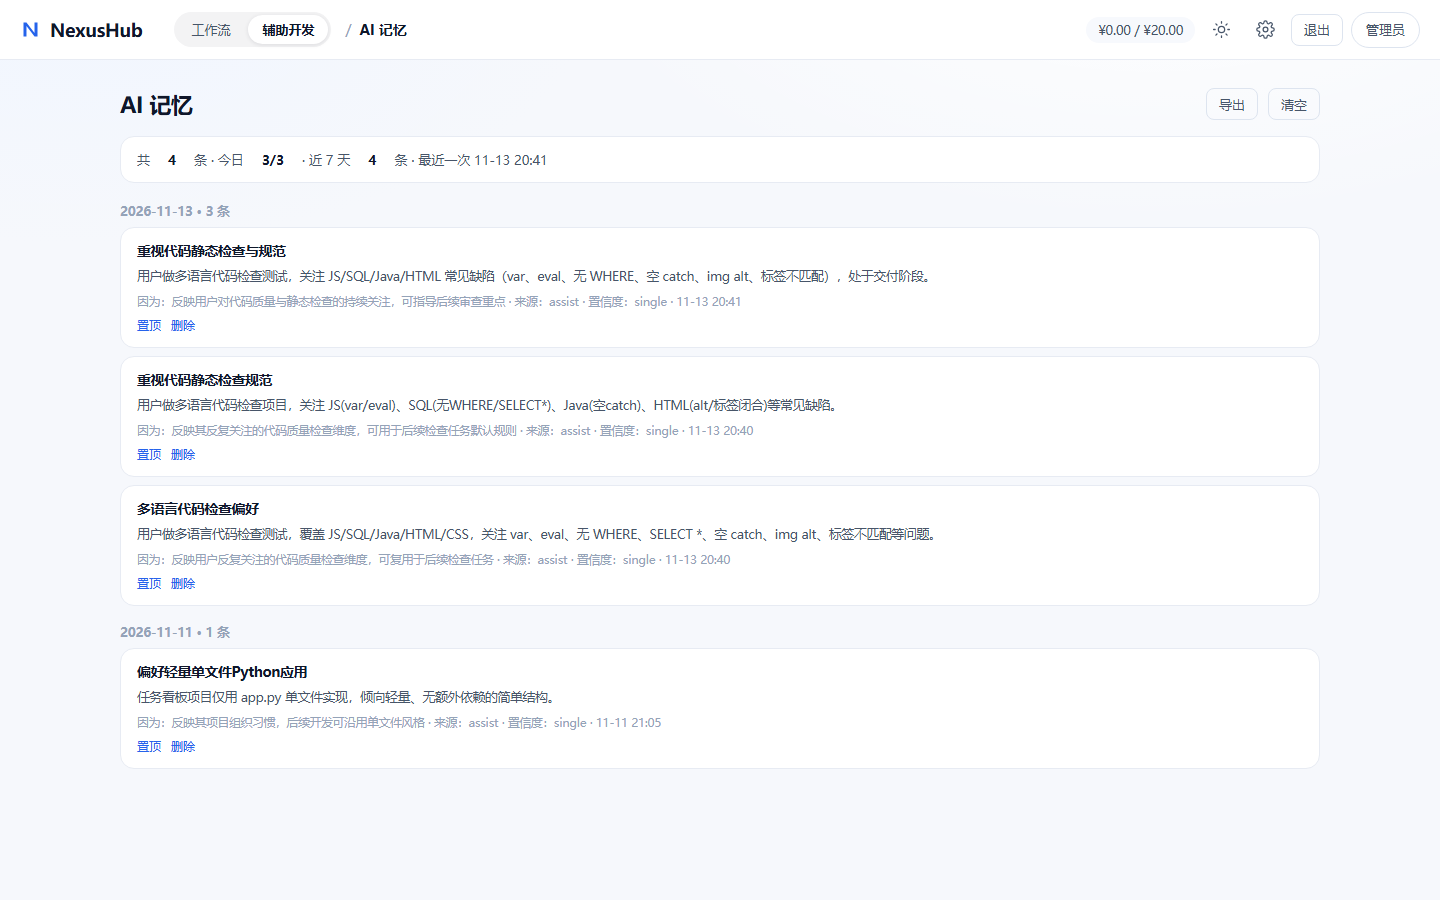 NexusHub 工作流 辅助开发 / AI 记忆 ¥0.00 / ¥20.00 退出 管理员
AI 记忆 导出 清空
共 4 条 · 今日 3/3 · 近 7 天 4 条 · 最近一次 11-13 20:41
2026-11-13 • 3 条
重视代码静态检查与规范
用户做多语言代码检查测试，关注 JS/SQL/Java/HTML 常见缺陷（var、eval、无 WHERE、空 catch、img alt、标签不匹配），处于交付阶段。
因为：反映用户对代码质量与静态检查的持续关注，可指导后续审查重点 · 来源：assist · 置信度：single · 11-13 20:41
置顶 删除
重视代码静态检查规范
用户做多语言代码检查项目，关注 JS(var/eval)、SQL(无WHERE/SELECT*)、Java(空catch)、HTML(alt/标签闭合)等常见缺陷。
因为：反映其反复关注的代码质量检查维度，可用于后续检查任务默认规则 · 来源：assist · 置信度：single · 11-13 20:40
置顶 删除
多语言代码检查偏好
用户做多语言代码检查测试，覆盖 JS/SQL/Java/HTML/CSS，关注 var、eval、无 WHERE、SELECT *、空 catch、img alt、标签不匹配等问题。
因为：反映用户反复关注的代码质量检查维度，可复用于后续检查任务 · 来源：assist · 置信度：single · 11-13 20:40
置顶 删除
2026-11-11 • 1 条
偏好轻量单文件Python应用
任务看板项目仅用 app.py 单文件实现，倾向轻量、无额外依赖的简单结构。
因为：反映其项目组织习惯，后续开发可沿用单文件风格 · 来源：assist · 置信度：single · 11-11 21:05
置顶 删除